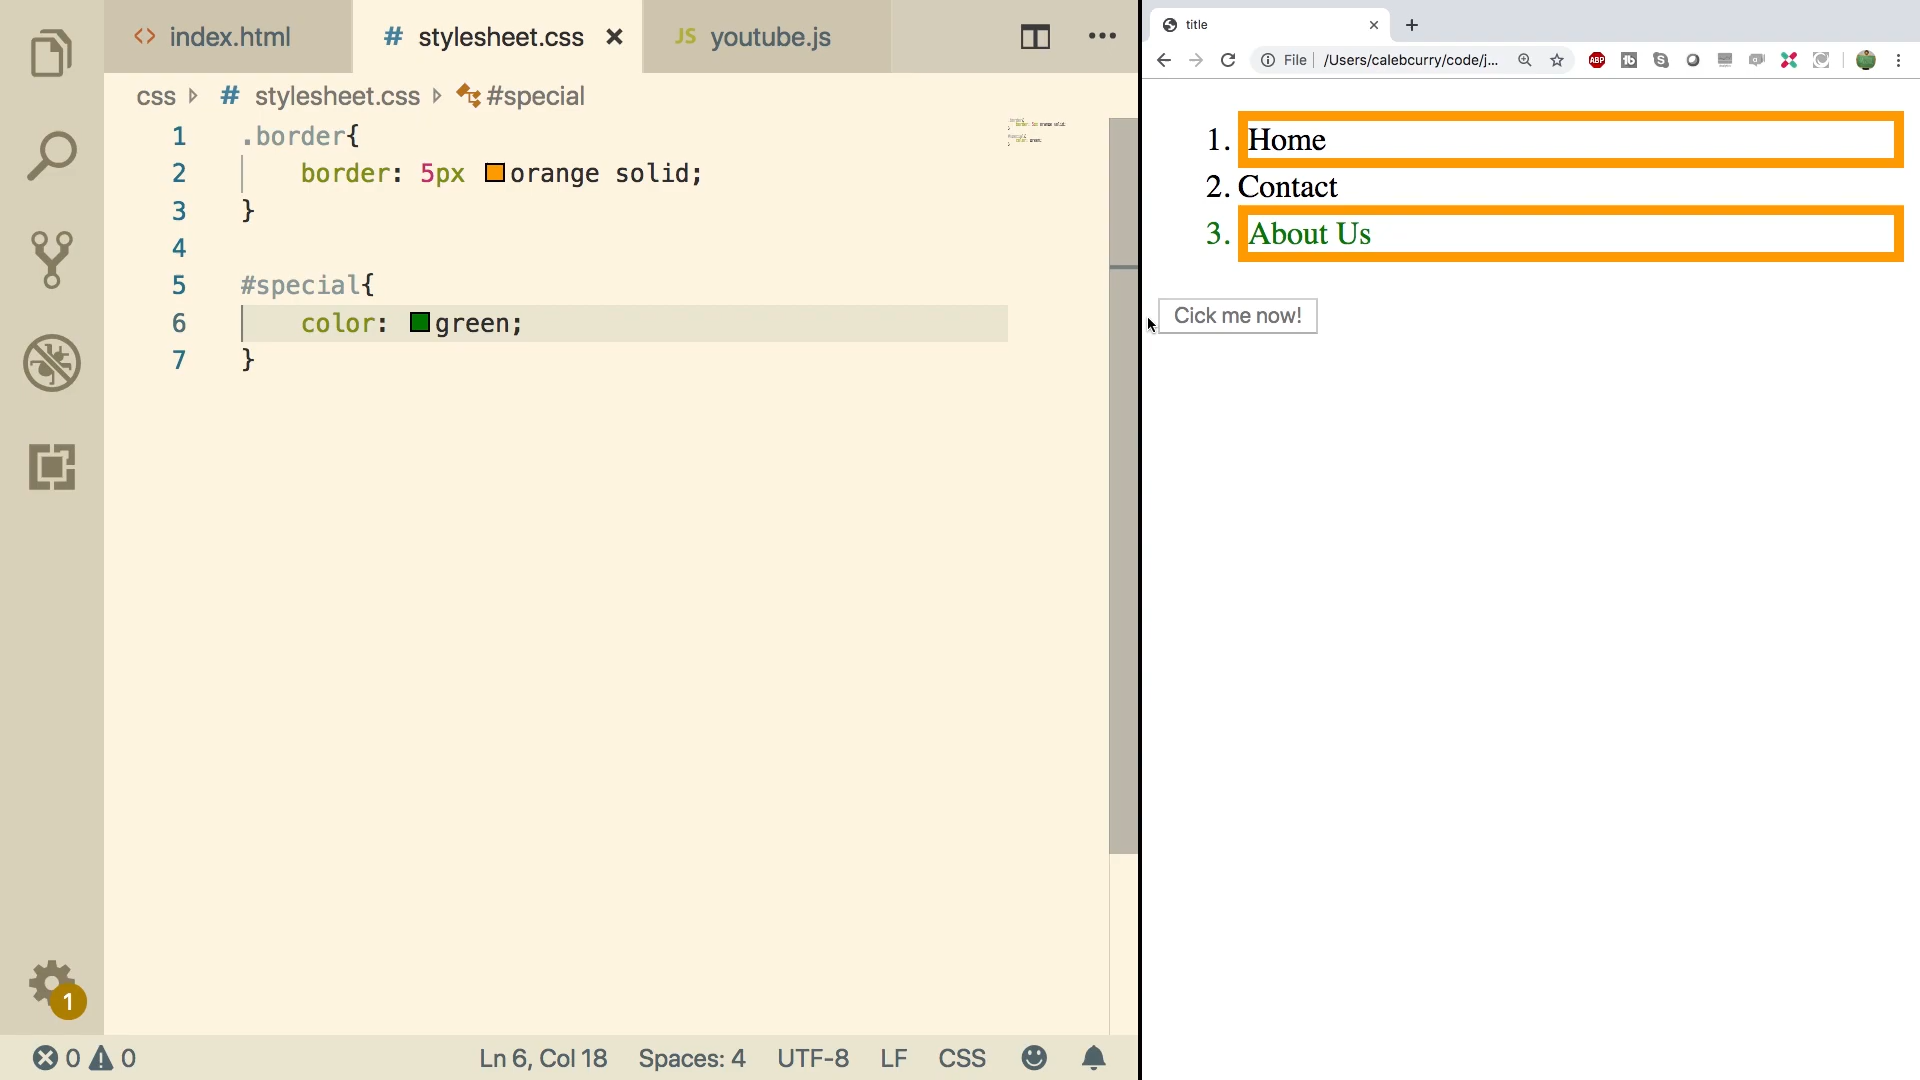 index.html
# stylesheet.css ×
JS youtube.js
css # stylesheet.css #special
1 .border{
2 border: 5px orange solid;
3 }
4
5 #special{
6 color: green;
7 }
1
0 0
Ln 6, Col 18 Spaces: 4 UTF-8 LF CSS
title
File /Users/calebcurry/code/j...
ABP
1. Home
2. Contact
3. About Us
Cick me now!